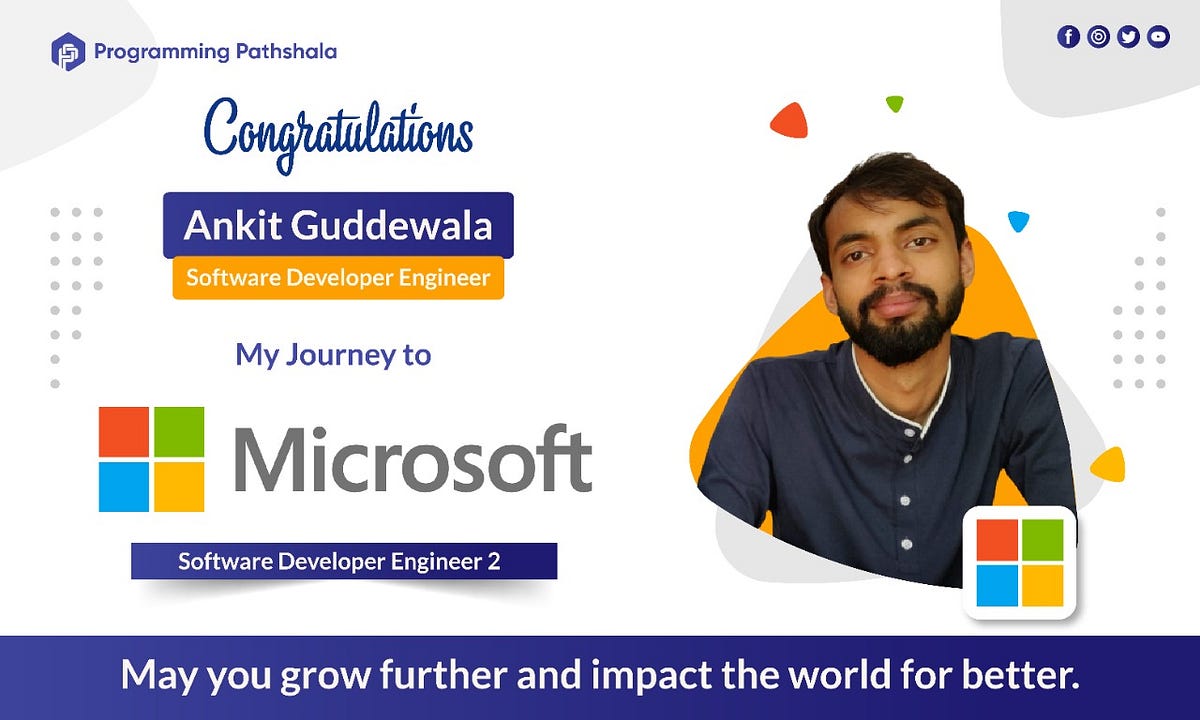 Programming Pathshala
Congratulations
Ankit Guddewala
Software Developer Engineer
My Journey to
Microsoft
Software Developer Engineer 2
May you grow further and impact the world for better.